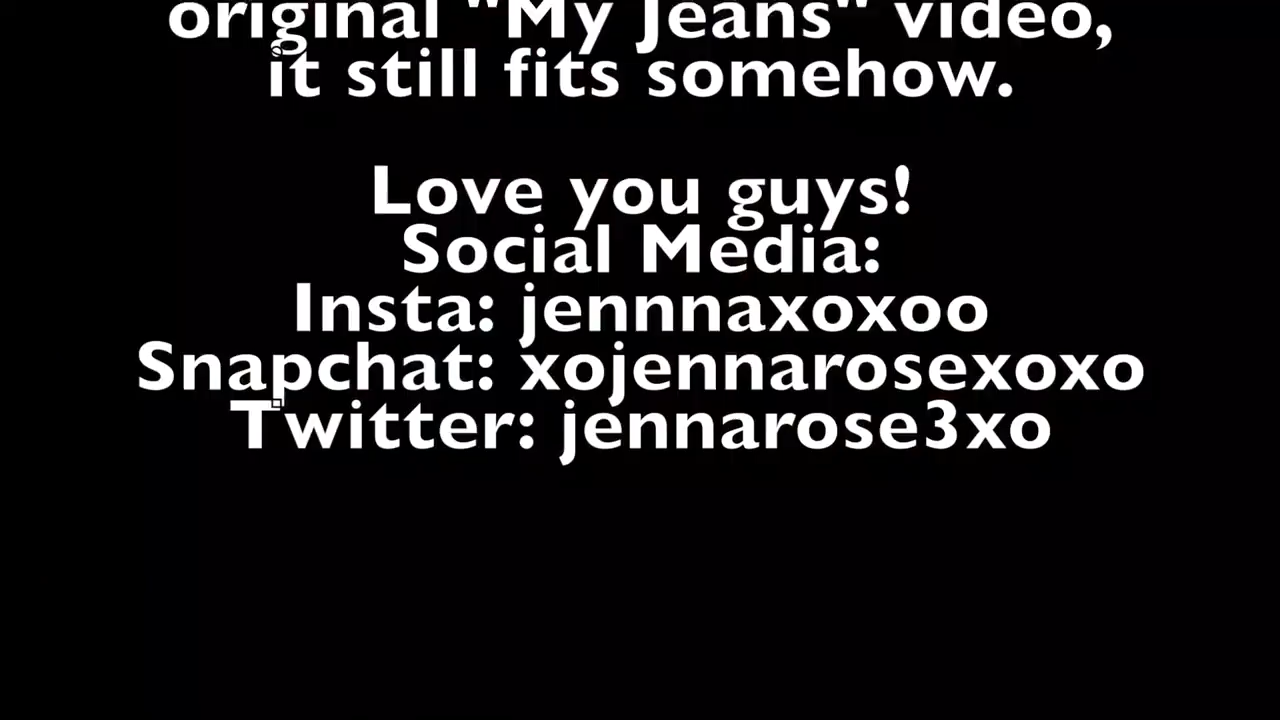 original "My Jeans" video,
it still fits somehow.
Love you guys!
Social Media:
Insta: jennnaxoxoo
Snapchat: xojennarosexoxo
Twitter: jennarose3xo